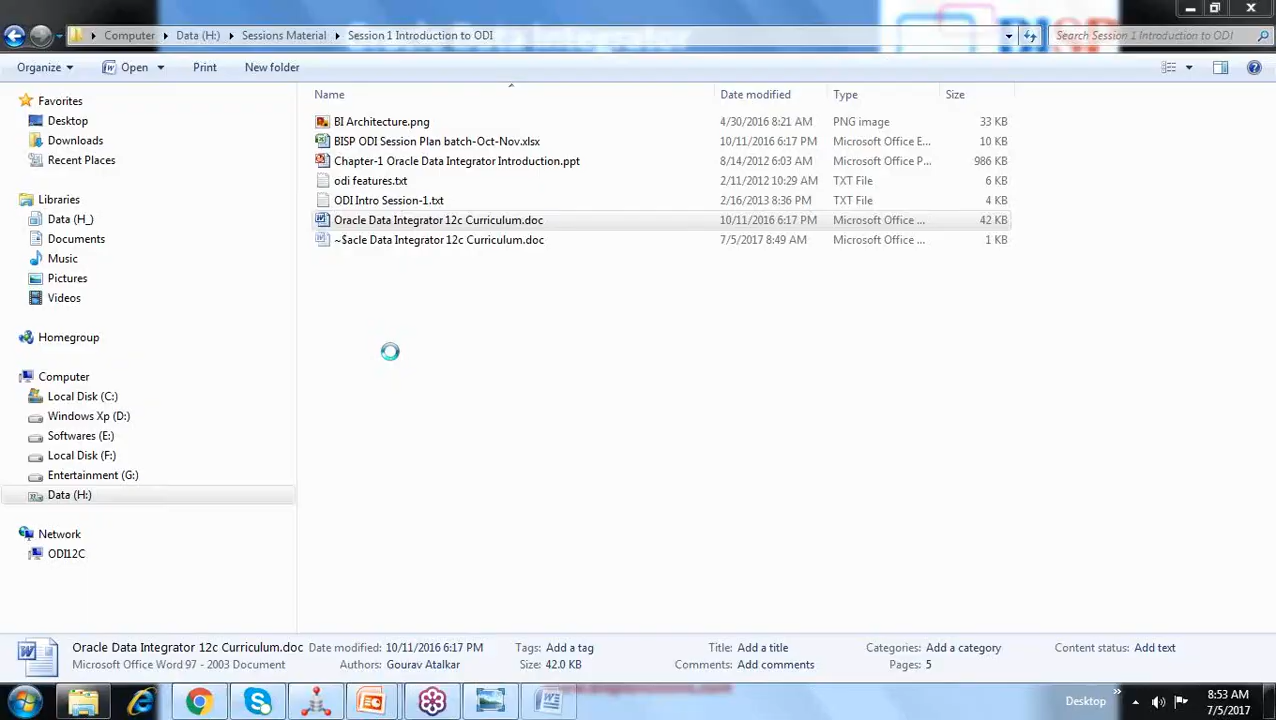 Computer Data (H:) Sessions Material Session 1 Introduction to ODI Search Session 1 Introduction to ODI
Organize Open Print New folder
Name Date modified Type Size
BI Architecture.png 4/30/2016 8:21 AM PNG image 33 KB
BISP ODI Session Plan batch-Oct-Nov.xlsx 10/11/2016 6:17 PM Microsoft Office E... 10 KB
Chapter-1 Oracle Data Integrator Introduction.ppt 8/14/2012 6:03 AM Microsoft Office P... 986 KB
odi features.txt 2/11/2012 10:29 AM TXT File 6 KB
ODI Intro Session-1.txt 2/16/2013 8:36 PM TXT File 4 KB
Oracle Data Integrator 12c Curriculum.doc 10/11/2016 6:17 PM Microsoft Office ... 42 KB
~$acle Data Integrator 12c Curriculum.doc 7/5/2017 8:49 AM Microsoft Office ... 1 KB
Favorites
Desktop
Downloads
Recent Places
Libraries
Data (H_)
Documents
Music
Pictures
Videos
Homegroup
Computer
Local Disk (C:)
Windows Xp (D:)
Softwares (E:)
Local Disk (F:)
Entertainment (G:)
Data (H:)
Network
ODI12C
Oracle Data Integrator 12c Curriculum.doc Date modified: 10/11/2016 6:17 PM Tags: Add a tag Title: Add a title Categories: Add a category Content status: Add text
Microsoft Office Word 97 - 2003 Document Authors: Gourav Atalkar Size: 42.0 KB Comments: Add comments Pages: 5
Desktop 8:53 AM
7/5/2017